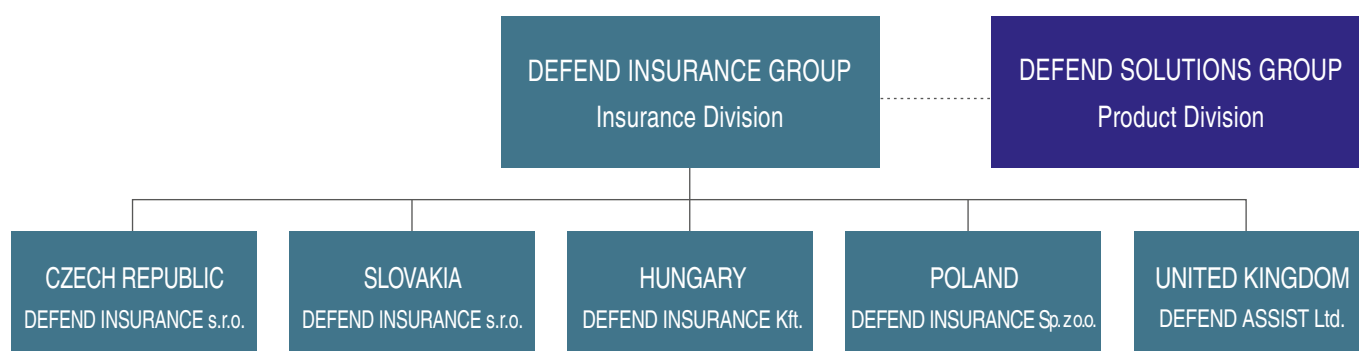 DEFEND INSURANCE GROUP
Insurance Division
DEFEND SOLUTIONS GROUP
Product Division
CZECH REPUBLIC
DEFEND INSURANCE s.r.o.
SLOVAKIA
DEFEND INSURANCE s.r.o.
HUNGARY
DEFEND INSURANCE Kft.
POLAND
DEFEND INSURANCE Sp. z o.o.
UNITED KINGDOM
DEFEND ASSIST Ltd.